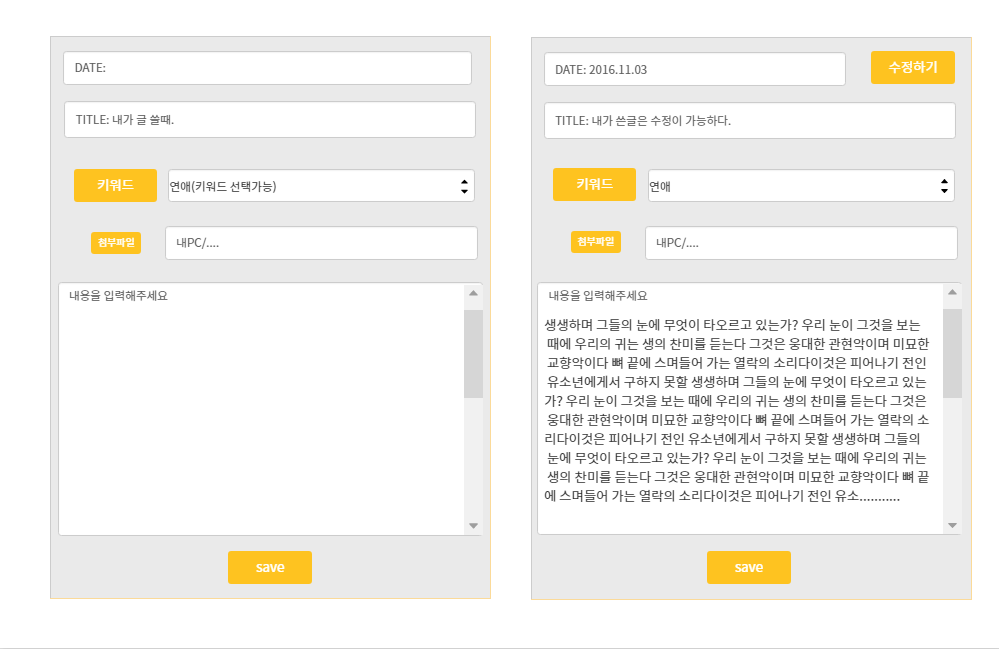 DATE:
TITLE: 내가 글 쓸때.
키워드
연애(키워드 선택가능)
첨부파일
내PC/....
내용을 입력해주세요
save
DATE: 2016.11.03
수정하기
TITLE: 내가 쓴글은 수정이 가능하다.
키워드
연애
첨부파일
내PC/....
내용을 입력해주세요
생생하며 그들의 눈에 무엇이 타오르고 있는가? 우리 눈이 그것을 보는
때에 우리의 귀는 생의 찬미를 듣는다 그것은 웅대한 관현악이며 미묘한
교향악이다 뼈 끝에 스며들어 가는 열락의 소리다이것은 피어나기 전인
유소년에게서 구하지 못할 생생하며 그들의 눈에 무엇이 타오르고 있는
가? 우리 눈이 그것을 보는 때에 우리의 귀는 생의 찬미를 듣는다 그것은
웅대한 관현악이며 미묘한 교향악이다 뼈 끝에 스며들어 가는 열락의 소
리다이것은 피어나기 전인 유소년에게서 구하지 못할 생생하며 그들의
눈에 무엇이 타오르고 있는가? 우리 눈이 그것을 보는 때에 우리의 귀는
생의 찬미를 듣는다 그것은 웅대한 관현악이며 미묘한 교향악이다 뼈 끝
에 스며들어 가는 열락의 소리다이것은 피어나기 전인 유소...........
save